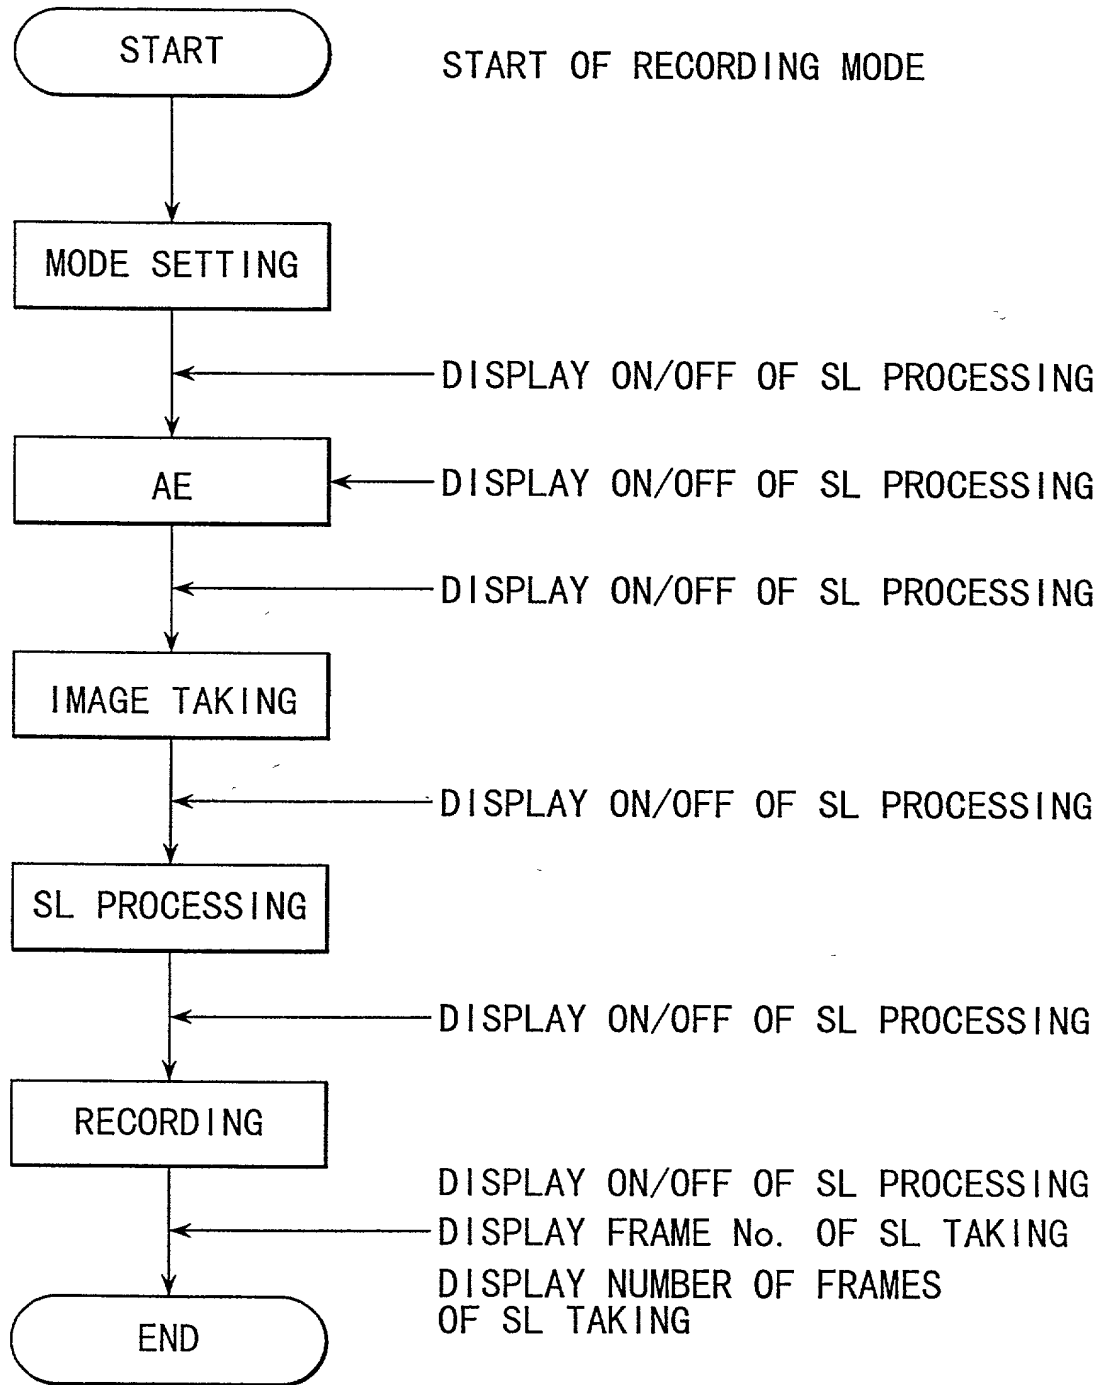 START
START OF RECORDING MODE
MODE SETTING
DISPLAY ON/OFF OF SL PROCESSING
AE
DISPLAY ON/OFF OF SL PROCESSING
DISPLAY ON/OFF OF SL PROCESSING
IMAGE TAKING
DISPLAY ON/OFF OF SL PROCESSING
SL PROCESSING
DISPLAY ON/OFF OF SL PROCESSING
RECORDING
DISPLAY ON/OFF OF SL PROCESSING
DISPLAY FRAME No. OF SL TAKING
DISPLAY NUMBER OF FRAMES
OF SL TAKING
END